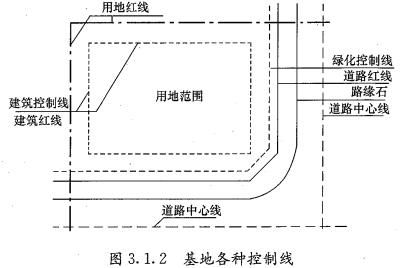 用地红线
绿化控制线
道路红线
路缘石
道路中心线
建筑控制线
建筑红线
用地范围
道路中心线
图 3.1.2 基地各种控制线